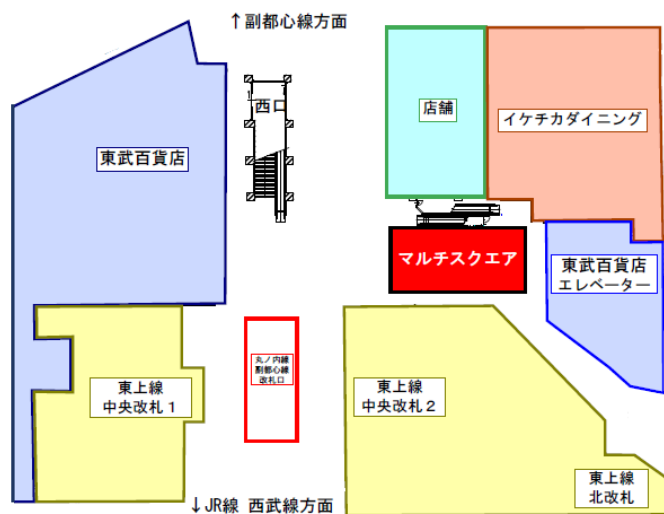 ↑副都心線方面
西口
店舗
イケチカダイニング
東武百貨店
マルチスクエア
東武百貨店
エレベーター
丸ノ内線
副都心線
改札口
東上線
中央改札1
東上線
中央改札2
東上線
北改札
↓JR線 西武線方面